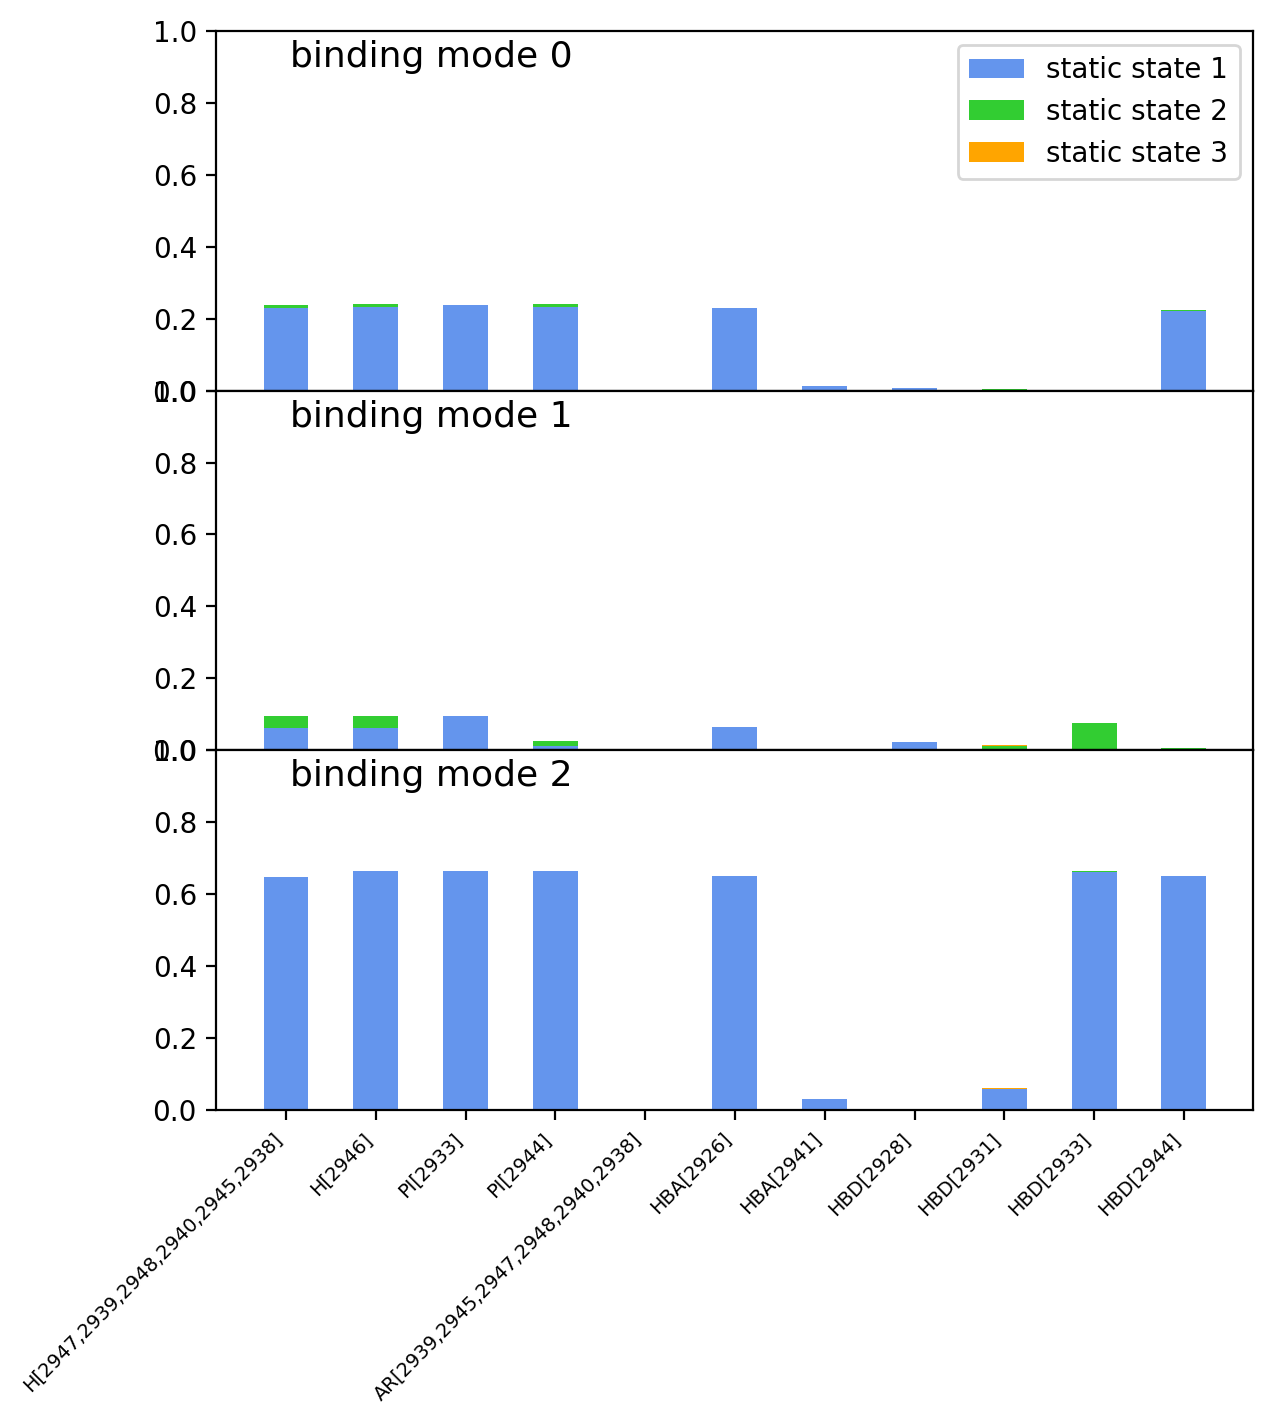 binding mode 0
static state 1
static state 2
static state 3
1.0
0.8
0.6
0.4
0.2
0.0
binding mode 1
1.0
0.8
0.6
0.4
0.2
0.0
binding mode 2
1.0
0.8
0.6
0.4
0.2
0.0
H[2947,2939,2948,2940,2945,2938]
H[2946]
PI[2933]
PI[2944]
AR[2939,2945,2947,2948,2940,2938]
HBA[2926]
HBA[2941]
HBD[2928]
HBD[2931]
HBD[2933]
HBD[2944]